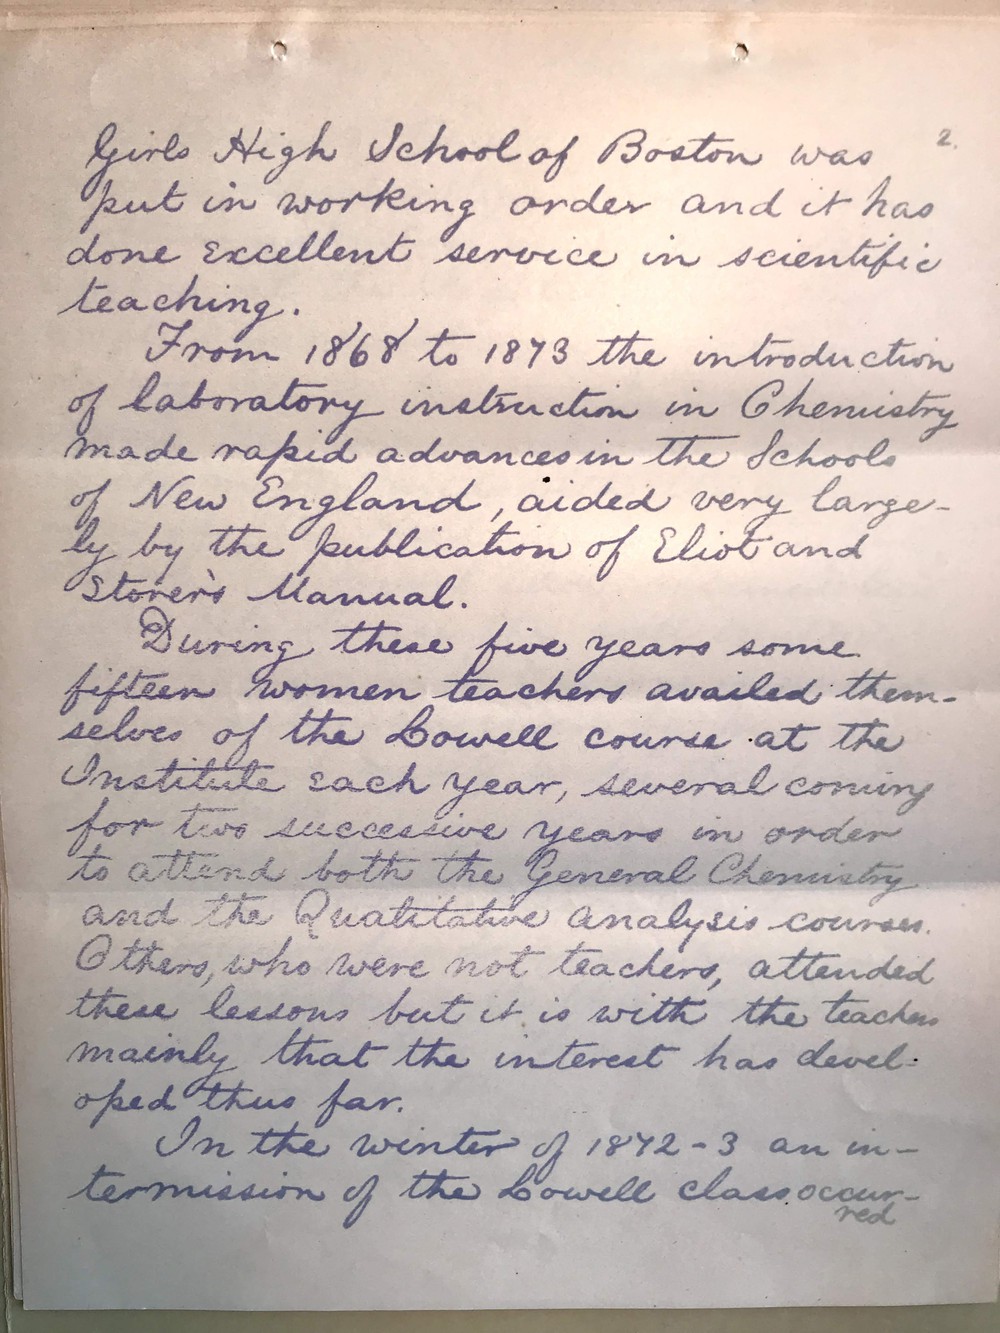 2.
Girls High School of Boston was
put in working order and it has
done excellent service in scientific
teaching.
From 1868 to 1873 the introduction
of laboratory instruction in Chemistry
made rapid advances in the Schools
of New England, aided very large-
ly by the publication of Eliot and
Storer's Manual.
During these five years some
fifteen women teachers availed them-
selves of the Lowell course at the
Institute each year, several coming
for two successive years in order
to attend both the General Chemistry
and the Qualitative Analysis courses.
Others, who were not teachers, attended
these lessons but it is with the teachers
mainly that the interest has devel-
oped thus far.
In the winter of 1872-3 an in-
termission of the Lowell class occur-
red